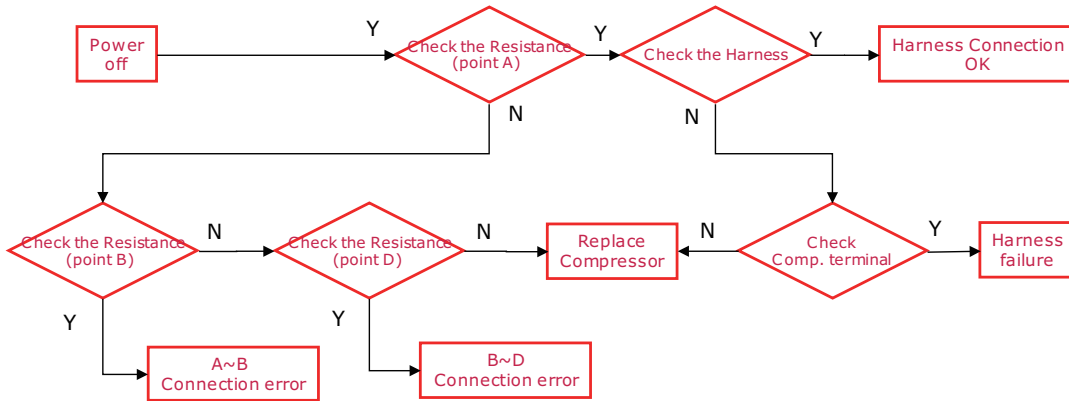 Power
off
Y
Check the Resistance
(point A)
Y
Check the Harness
Y
Harness Connection
OK
N
N
Check the Resistance
(point B)
N
Check the Resistance
(point D)
N
Replace
Compressor
N
Check
Comp. terminal
Y
Harness
failure
Y
A~B
Connection error
Y
B~D
Connection error